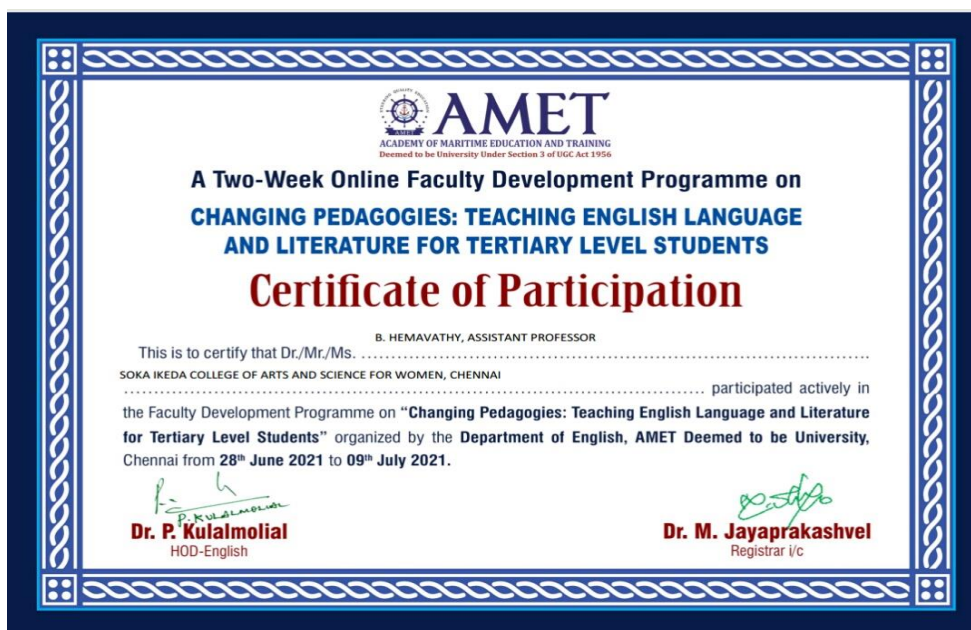 AMET
AMET
ACADEMY OF MARITIME EDUCATION AND TRAINING
Deemed to be University Under Section 3 of UGC Act 1956
A Two-Week Online Faculty Development Programme on
CHANGING PEDAGOGIES: TEACHING ENGLISH LANGUAGE
AND LITERATURE FOR TERTIARY LEVEL STUDENTS
Certificate of Participation
B. HEMAVATHY, ASSISTANT PROFESSOR
This is to certify that Dr./Mr./Ms. ........................................
SOKA IKEDA COLLEGE OF ARTS AND SCIENCE FOR WOMEN, CHENNAI
........................................ participated actively in
the Faculty Development Programme on “Changing Pedagogies: Teaching English Language and Literature
for Tertiary Level Students” organized by the Department of English, AMET Deemed to be University,
Chennai from 28th June 2021 to 09th July 2021.
P. KULALMOLIAL
Dr. P. Kulalmolial
HOD-English
Dr. M. Jayaprakashvel
Registrar i/c